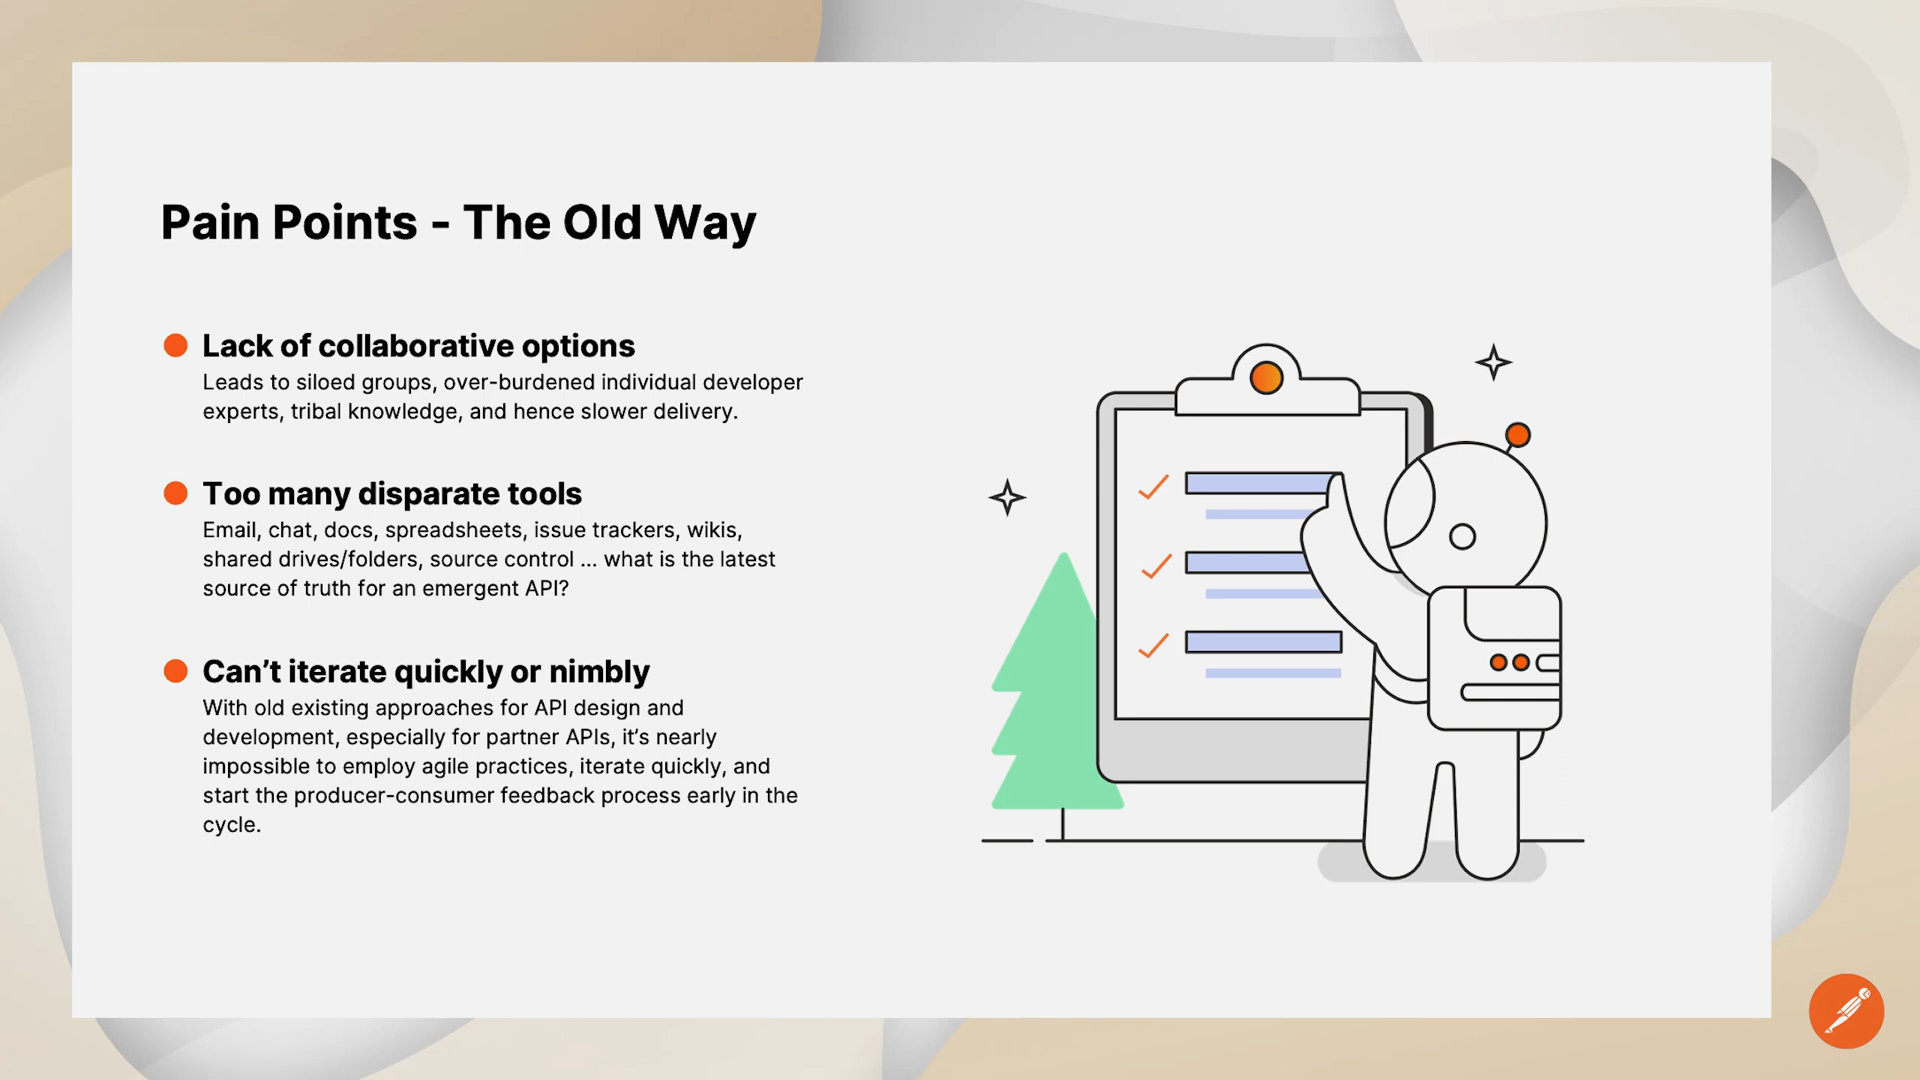 Pain Points - The Old Way
Lack of collaborative options
Leads to siloed groups, over-burdened individual developer
experts, tribal knowledge, and hence slower delivery.
Too many disparate tools
Email, chat, docs, spreadsheets, issue trackers, wikis,
shared drives/folders, source control ... what is the latest
source of truth for an emergent API?
Can’t iterate quickly or nimbly
With old existing approaches for API design and
development, especially for partner APIs, it’s nearly
impossible to employ agile practices, iterate quickly, and
start the producer-consumer feedback process early in the
cycle.